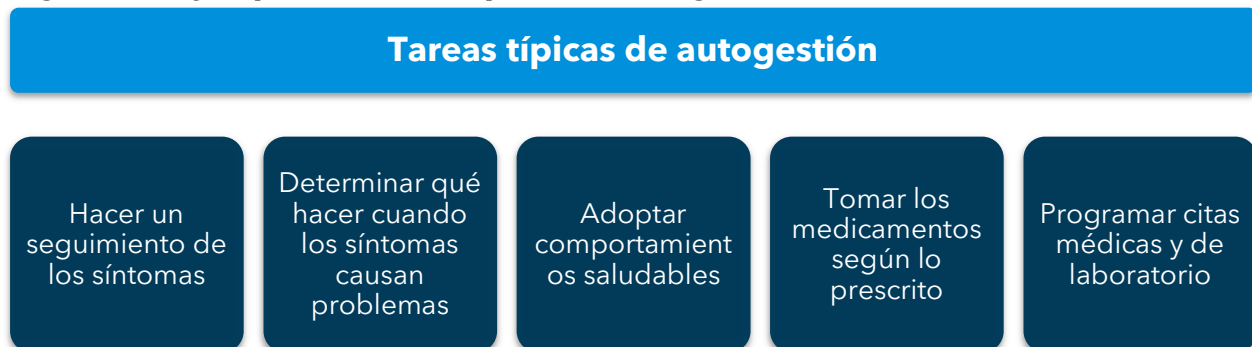 Tareas típicas de autogestión
Hacer un
seguimiento de
los síntomas
Determinar qué
hacer cuando
los síntomas
causan
problemas
Adoptar
comportamient
os saludables
Tomar los
medicamentos
según lo
prescrito
Programar citas
médicas y de
laboratorio